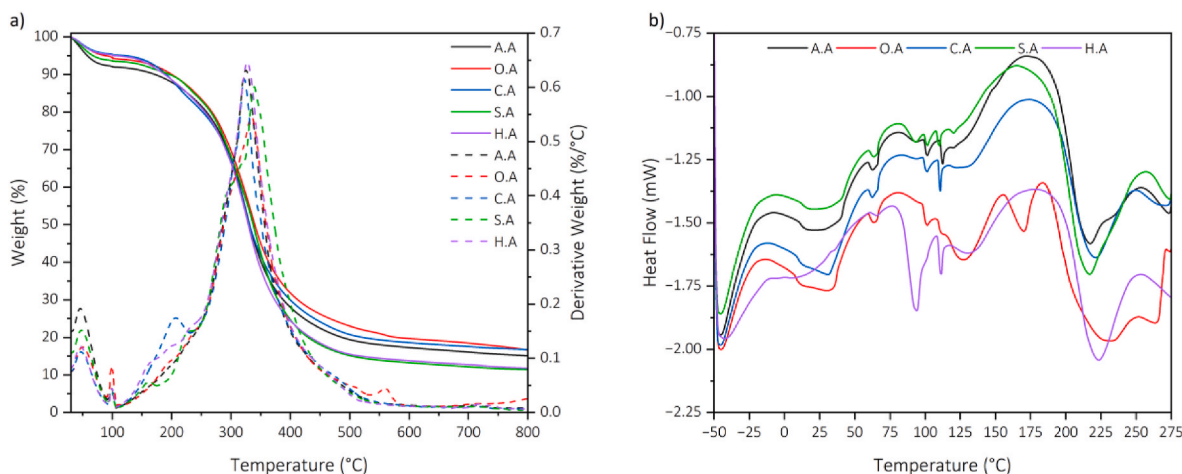 a)
Weight (%)
100
90
80
70
60
50
40
30
20
10
0
100
200
300
400
500
600
700
800
Temperature (°C)
0.7
0.6
0.5
0.4
0.3
0.2
0.1
0.0
Derivative Weight (%/°C)
A.A
O.A
C.A
S.A
H.A
A.A
O.A
C.A
S.A
H.A
b)
Heat Flow (mW)
−0.75
−1.00
−1.25
−1.50
−1.75
−2.00
−2.25
A.A O.A C.A S.A H.A
−50 −25 0 25 50 75 100 125 150 175 200 225 250 275
Temperature (°C)